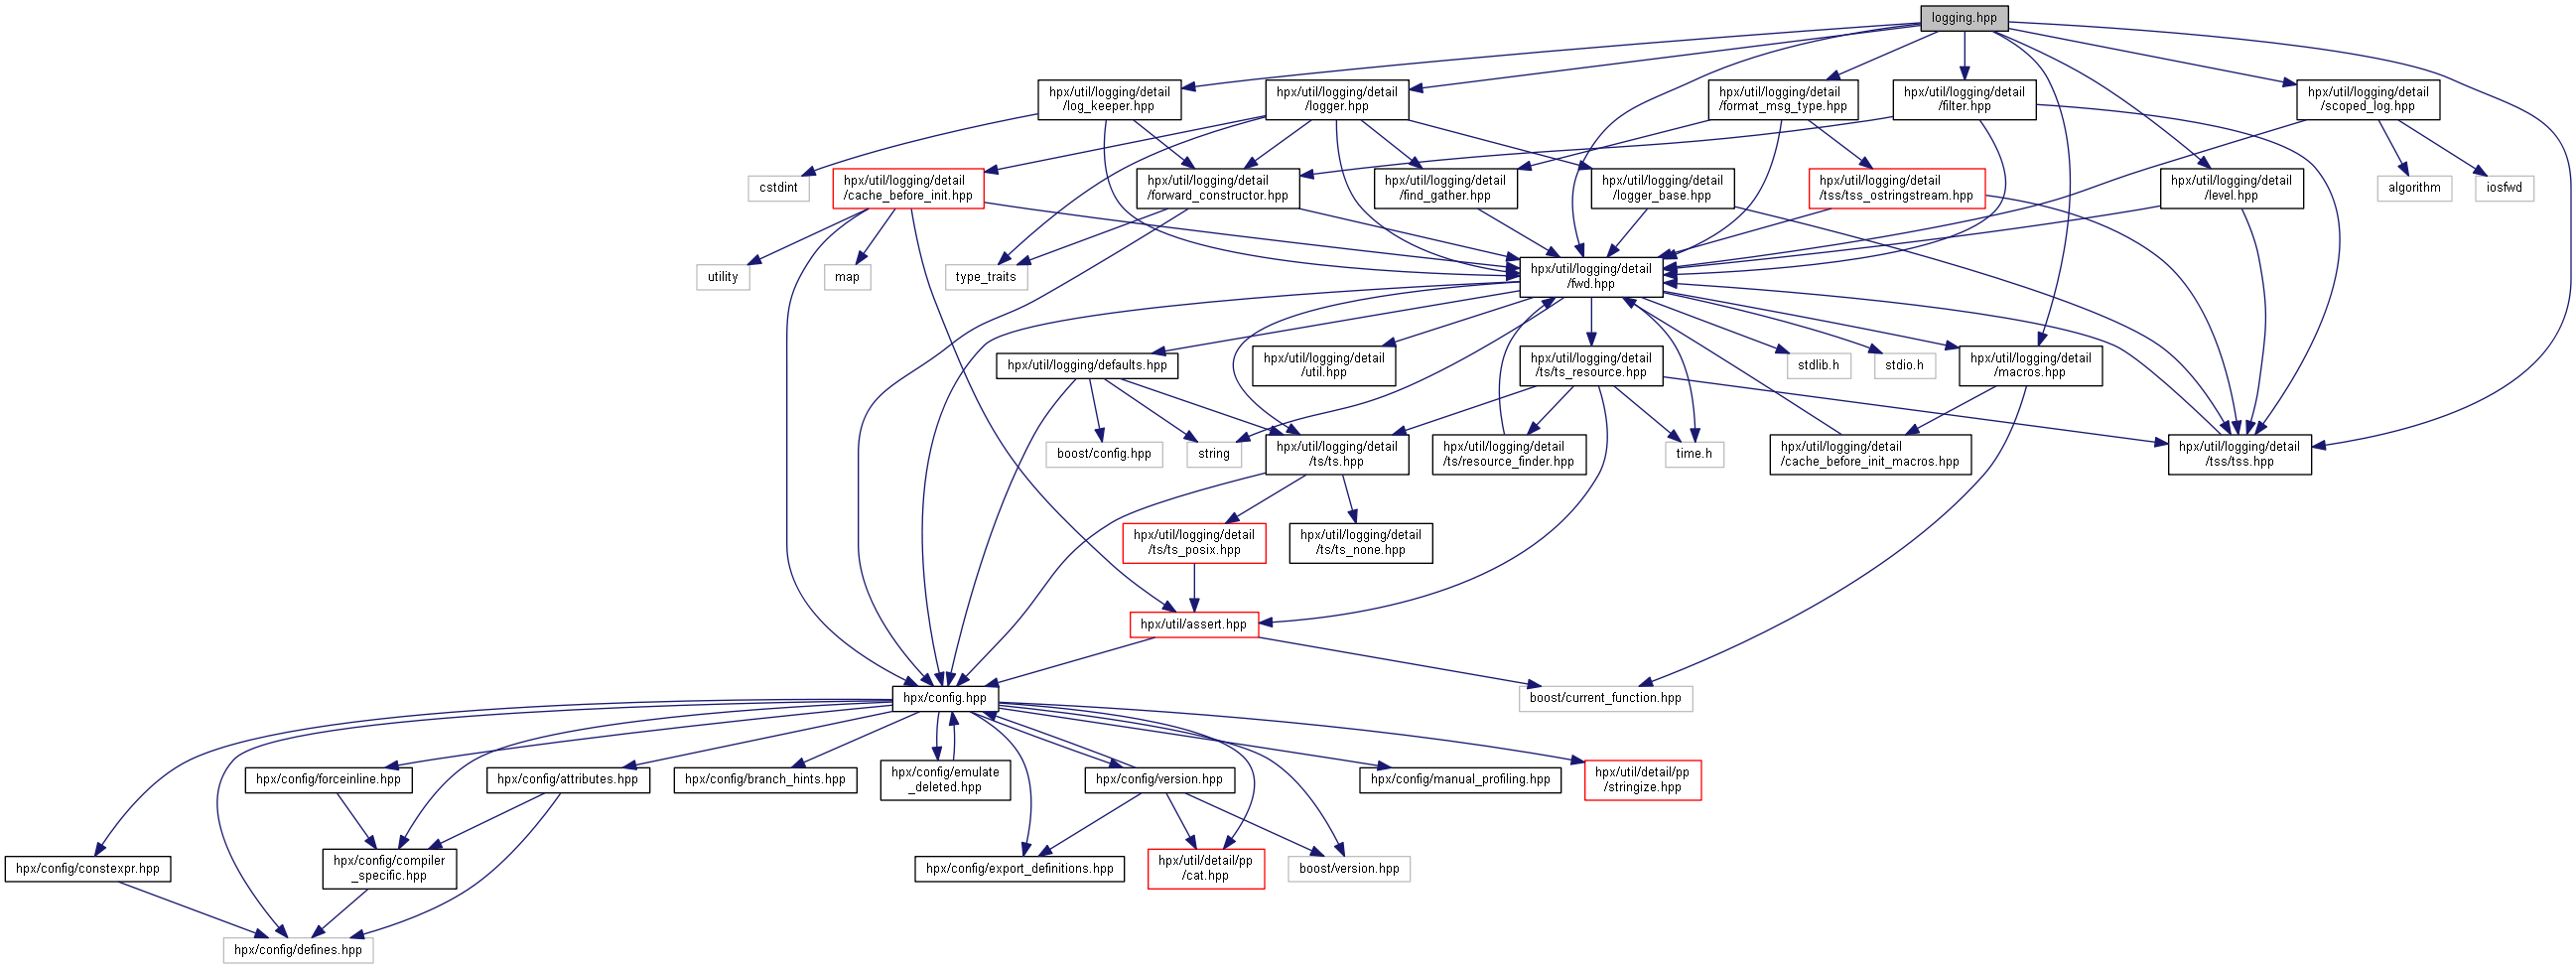 logging.hpp
hpx/util/logging/detail
/log_keeper.hpp
hpx/util/logging/detail
/logger.hpp
hpx/util/logging/detail
/format_msg_type.hpp
hpx/util/logging/detail
/filter.hpp
hpx/util/logging/detail
/scoped_log.hpp
cstdint
hpx/util/logging/detail
/cache_before_init.hpp
hpx/util/logging/detail
/forward_constructor.hpp
hpx/util/logging/detail
/find_gather.hpp
hpx/util/logging/detail
/logger_base.hpp
hpx/util/logging/detail
/tss/tss_ostringstream.hpp
hpx/util/logging/detail
/level.hpp
algorithm
iosfwd
utility
map
type_traits
hpx/util/logging/detail
/fwd.hpp
hpx/util/logging/defaults.hpp
hpx/util/logging/detail
/util.hpp
hpx/util/logging/detail
/ts/ts_resource.hpp
stdlib.h
stdio.h
hpx/util/logging/detail
/macros.hpp
boost/config.hpp
string
hpx/util/logging/detail
/ts/ts.hpp
hpx/util/logging/detail
/ts/resource_finder.hpp
time.h
hpx/util/logging/detail
/cache_before_init_macros.hpp
hpx/util/logging/detail
/tss/tss.hpp
hpx/util/logging/detail
/ts/ts_posix.hpp
hpx/util/logging/detail
/ts/ts_none.hpp
hpx/util/assert.hpp
hpx/config.hpp
boost/current_function.hpp
hpx/config/forceinline.hpp
hpx/config/attributes.hpp
hpx/config/branch_hints.hpp
hpx/config/emulate
_deleted.hpp
hpx/config/version.hpp
hpx/config/manual_profiling.hpp
hpx/util/detail/pp
/stringize.hpp
hpx/config/constexpr.hpp
hpx/config/compiler
_specific.hpp
hpx/config/export_definitions.hpp
hpx/util/detail/pp
/cat.hpp
boost/version.hpp
hpx/config/defines.hpp